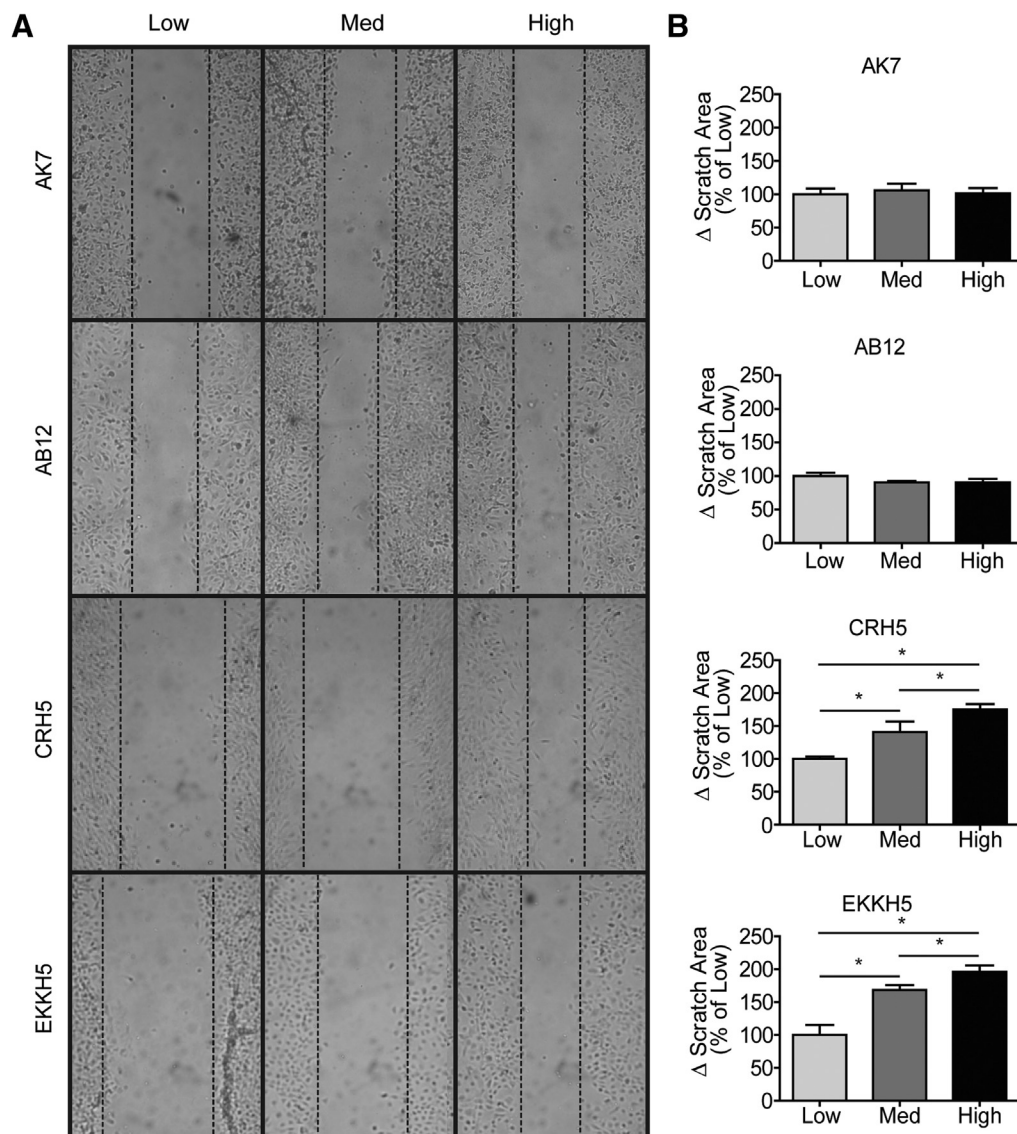 A
Low
Med
High
AK7
AB12
CRH5
EKKH5
B
AK7
Δ Scratch Area
(% of Low)
250
200
150
100
50
0
Low
Med
High
AB12
Δ Scratch Area
(% of Low)
250
200
150
100
50
0
Low
Med
High
CRH5
Δ Scratch Area
(% of Low)
250
200
150
100
50
0
*
*
*
Low
Med
High
EKKH5
Δ Scratch Area
(% of Low)
250
200
150
100
50
0
*
*
*
Low
Med
High